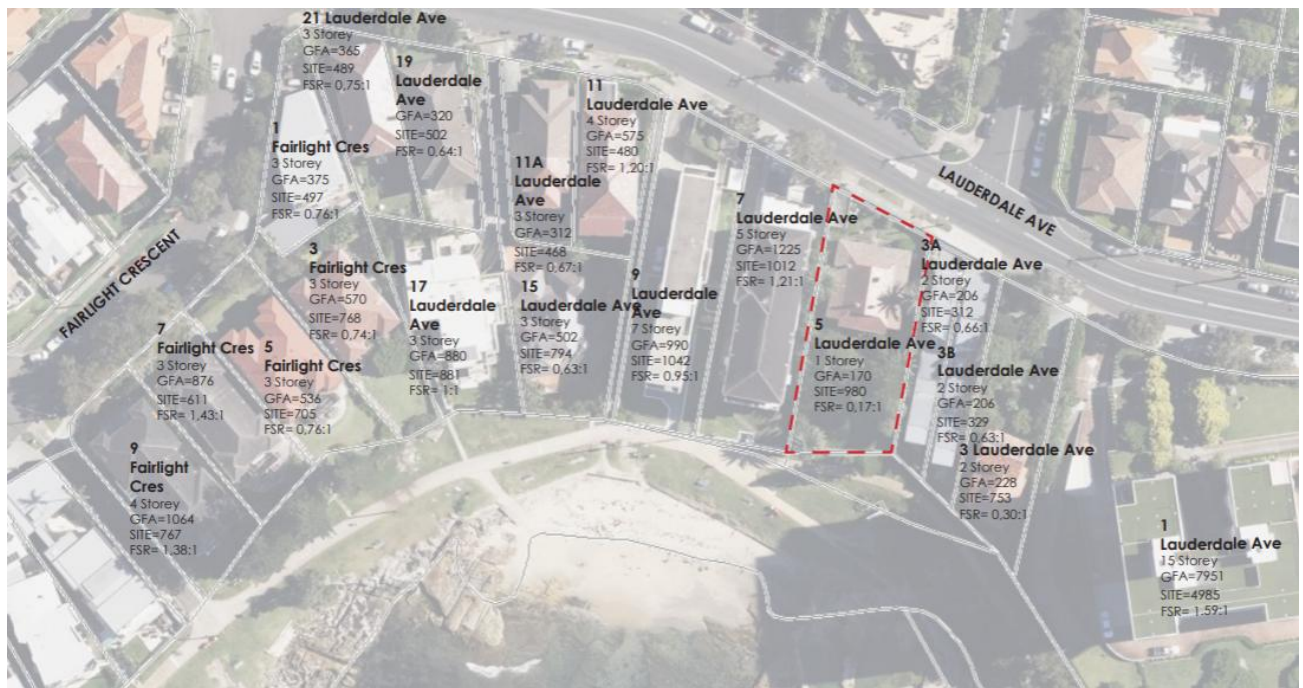 21 Lauderdale Ave
3 Storey
GFA=365
SITE=489
FSR= 0,75:1
19
Lauderdale
Ave
GFA=320
SITE=502
FSR= 0,64:1
11
Lauderdale Ave
4 Storey
GFA=575
SITE=480
FSR= 1,20:1
1
Fairlight Cres
3 Storey
GFA=375
SITE=497
FSR= 0.76:1
11A
Lauderdale
Ave
3 Storey
GFA=312
SITE=468
FSR= 0,67:1
LAUDERDALE AVE
7
Lauderdale Ave
5 Storey
GFA=1225
SITE=1012
FSR= 1,21:1
FAIRLIGHT CRESCENT
3
Fairlight Cres
3 Storey
GFA=570
SITE=768
FSR= 0,74:1
3A
Lauderdale Ave
2 Storey
GFA=206
SITE=312
FSR= 0,66:1
17
Lauderdale
Ave
3 Storey
GFA=880
SITE=881
FSR= 1:1
15
Lauderdale Ave
3 Storey
GFA=502
SITE=794
FSR= 0,63:1
9
Lauderdale
Ave
7 Storey
GFA=990
SITE=1042
FSR= 0.95:1
5
Lauderdale Ave
1 Storey
GFA=170
SITE=980
FSR= 0,17:1
7
Fairlight Cres
3 Storey
GFA=876
SITE=611
FSR= 1,43:1
5
Fairlight Cres
3 Storey
GFA=536
SITE=705
FSR= 0,76:1
3B
Lauderdale Ave
2 Storey
GFA=206
SITE=329
FSR= 0,63:1
9
Fairlight
Cres
4 Storey
GFA=1064
SITE=767
FSR= 1,38:1
3 Lauderdale Ave
2 Storey
GFA=228
SITE=753
FSR= 0,30:1
1
Lauderdale Ave
15 Storey
GFA=7951
SITE=4985
FSR= 1.59:1